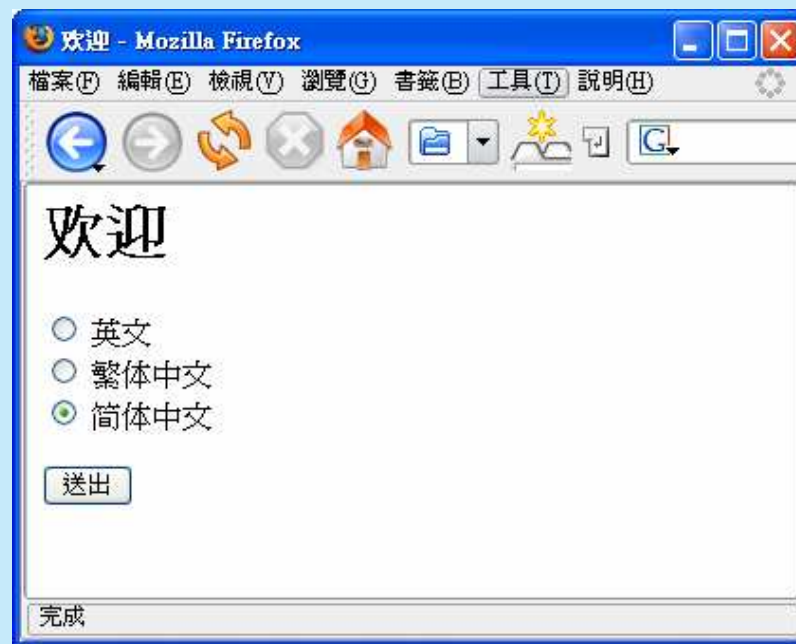 欢迎 - Mozilla Firefox
檔案(F) 編輯(E) 檢視(V) 瀏覽(G) 書籤(B) 工具(T) 說明(H)
G
欢迎
英文
繁体中文
简体中文
送出
完成